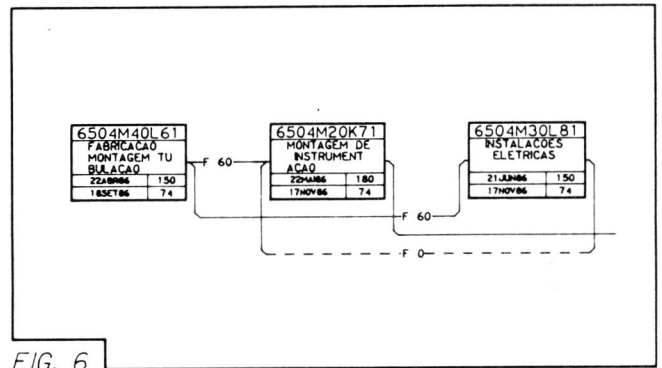 6504M40L61
FABRICACAO
MONTAGEM TU
BULACAO
22ABR86 150
18SET86 74
F 60
6504M20K71
MONTAGEM DE
INSTRUMENT
AÇAO
22MAI86 180
17NOV86 74
6504M30L81
INSTALACOES
ELETRICAS
21JUN86 150
17NOV86 74
F 60
F 0
FIG. 6